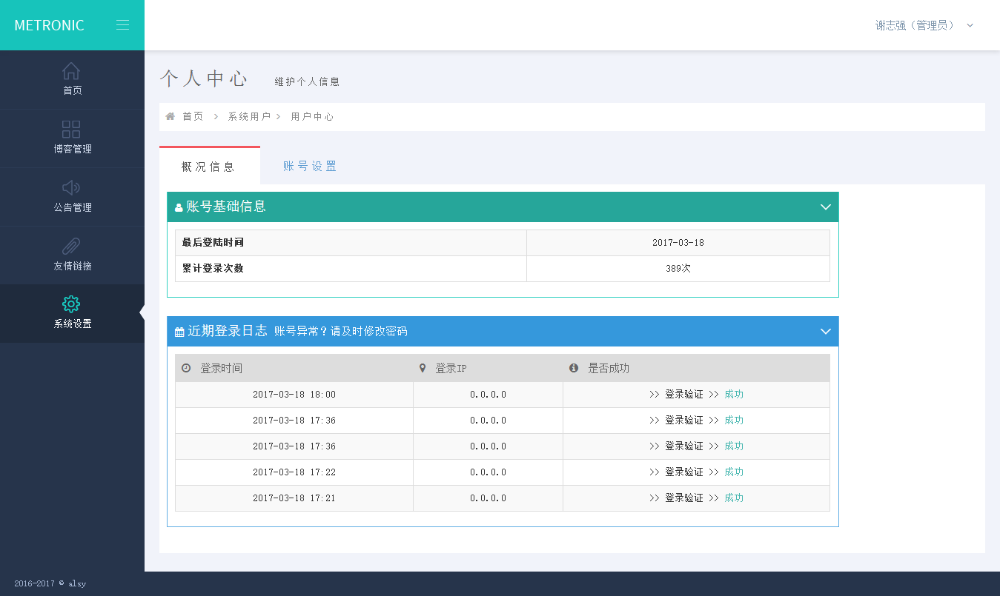 METRONIC
谢志强（管理员）
首页
博客管理
公告管理
友情链接
系统设置
个人中心 维护个人信息
首页 > 系统用户 > 用户中心
概况信息 账号设置
账号基础信息
最后登陆时间 2017-03-18
累计登录次数 389次
近期登录日志 账号异常？请及时修改密码
登录时间 登录IP 是否成功
2017-03-18 18:00 0.0.0.0 >> 登录验证 >> 成功
2017-03-18 17:36 0.0.0.0 >> 登录验证 >> 成功
2017-03-18 17:36 0.0.0.0 >> 登录验证 >> 成功
2017-03-18 17:22 0.0.0.0 >> 登录验证 >> 成功
2017-03-18 17:21 0.0.0.0 >> 登录验证 >> 成功
2016-2017 © alsy